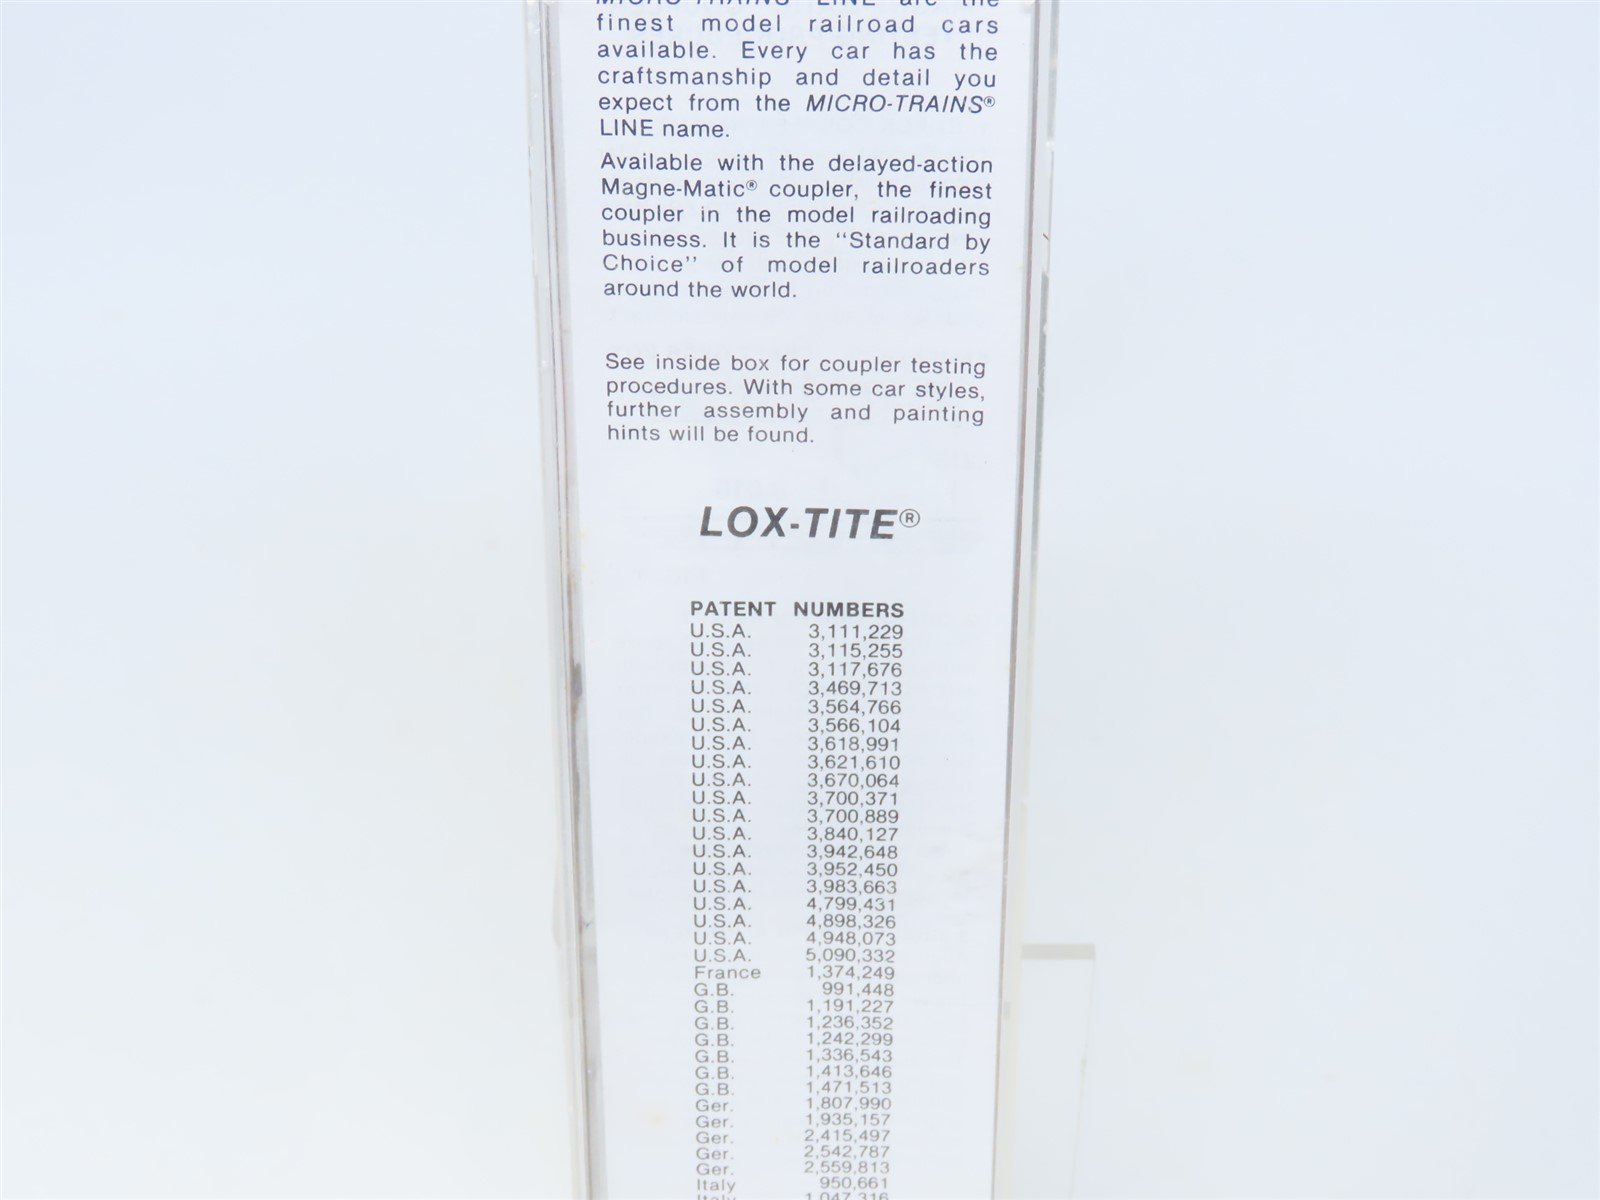 MICRO-TRAINS® LINE are the
finest model railroad cars
available. Every car has the
craftsmanship and detail you
expect from the MICRO-TRAINS®
LINE name.
Available with the delayed-action
Magne-Matic® coupler, the finest
coupler in the model railroading
business. It is the "Standard by
Choice" of model railroaders
around the world.
See inside box for coupler testing
procedures. With some car styles,
further assembly and painting
hints will be found.
LOX-TITE®
PATENT NUMBERS
U.S.A. 3,111,229
U.S.A. 3,115,255
U.S.A. 3,117,676
U.S.A. 3,469,713
U.S.A. 3,564,766
U.S.A. 3,566,104
U.S.A. 3,618,991
U.S.A. 3,621,610
U.S.A. 3,670,064
U.S.A. 3,700,371
U.S.A. 3,700,889
U.S.A. 3,840,127
U.S.A. 3,942,648
U.S.A. 3,952,450
U.S.A. 3,983,663
U.S.A. 4,799,431
U.S.A. 4,898,326
U.S.A. 4,948,073
U.S.A. 5,090,332
France 1,374,249
G.B. 991,448
G.B. 1,191,227
G.B. 1,236,352
G.B. 1,242,299
G.B. 1,336,543
G.B. 1,413,646
G.B. 1,471,513
Ger. 1,807,990
Ger. 1,935,157
Ger. 2,415,497
Ger. 2,542,787
Ger. 2,559,813
Italy 950,661
Italy 1,047,316